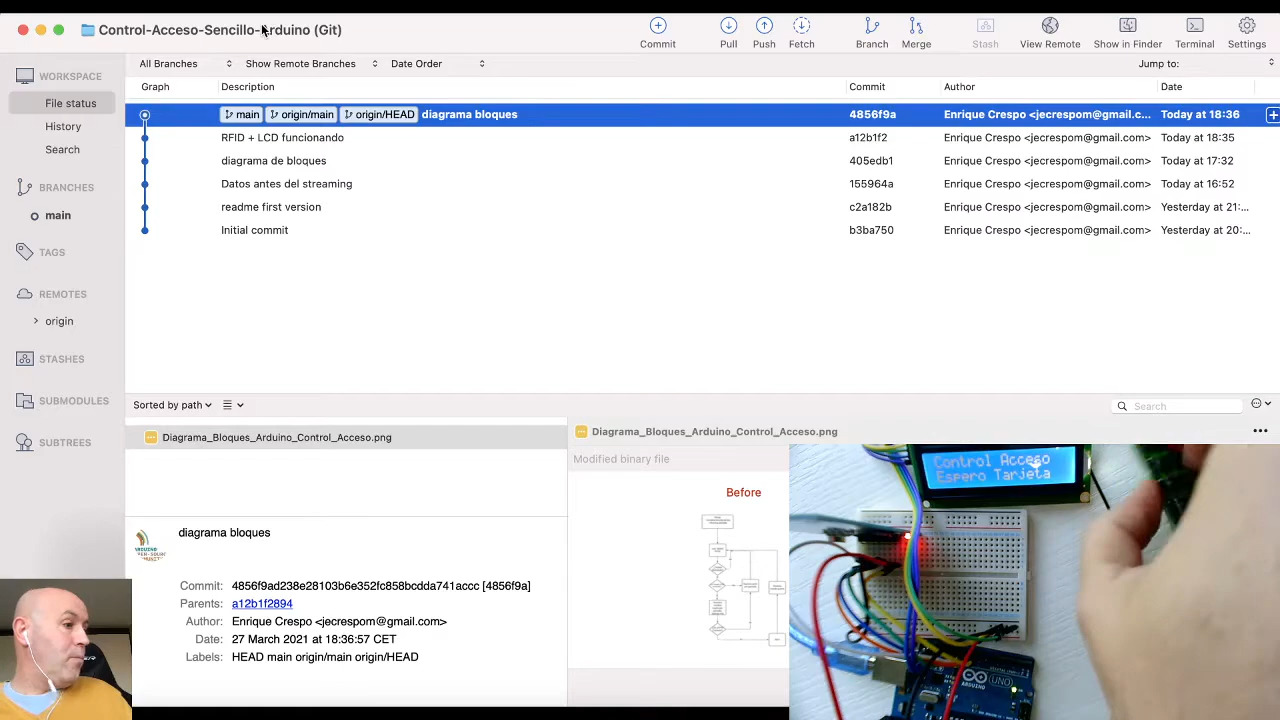 Control-Acceso-Sencillo-Arduino (Git)
Commit
Pull
Push
Fetch
Branch
Merge
Stash
View Remote
Show in Finder
Terminal
Settings
WORKSPACE
File status
History
Search
BRANCHES
main
TAGS
REMOTES
origin
STASHES
SUBMODULES
SUBTREES
All Branches
Show Remote Branches
Date Order
Jump to:
Graph Description Commit Author Date
main origin/main origin/HEAD diagrama bloques 4856f9a Enrique Crespo <jecrespom@gmail.c... Today at 18:36
RFID + LCD funcionando a12b1f2 Enrique Crespo <jecrespom@gmail.com> Today at 18:35
diagrama de bloques 405edb1 Enrique Crespo <jecrespom@gmail.com> Today at 17:32
Datos antes del streaming 155964a Enrique Crespo <jecrespom@gmail.com> Today at 16:52
readme first version c2a182b Enrique Crespo <jecrespom@gmail.com> Yesterday at 21:...
Initial commit b3ba750 Enrique Crespo <jecrespom@gmail.com> Yesterday at 20:...
Sorted by path
Search
Diagrama_Bloques_Arduino_Control_Acceso.png
Diagrama_Bloques_Arduino_Control_Acceso.png
Modified binary file
Before
diagrama bloques
Commit: 4856f9ad238e28103b6e352fc858bcdda741accc [4856f9a]
Parents: a12b1f2894
Author: Enrique Crespo <jecrespom@gmail.com>
Date: 27 March 2021 at 18:36:57 CET
Labels: HEAD main origin/main origin/HEAD
Control Acceso
Espero Tarjeta
UNO
ARDUINO